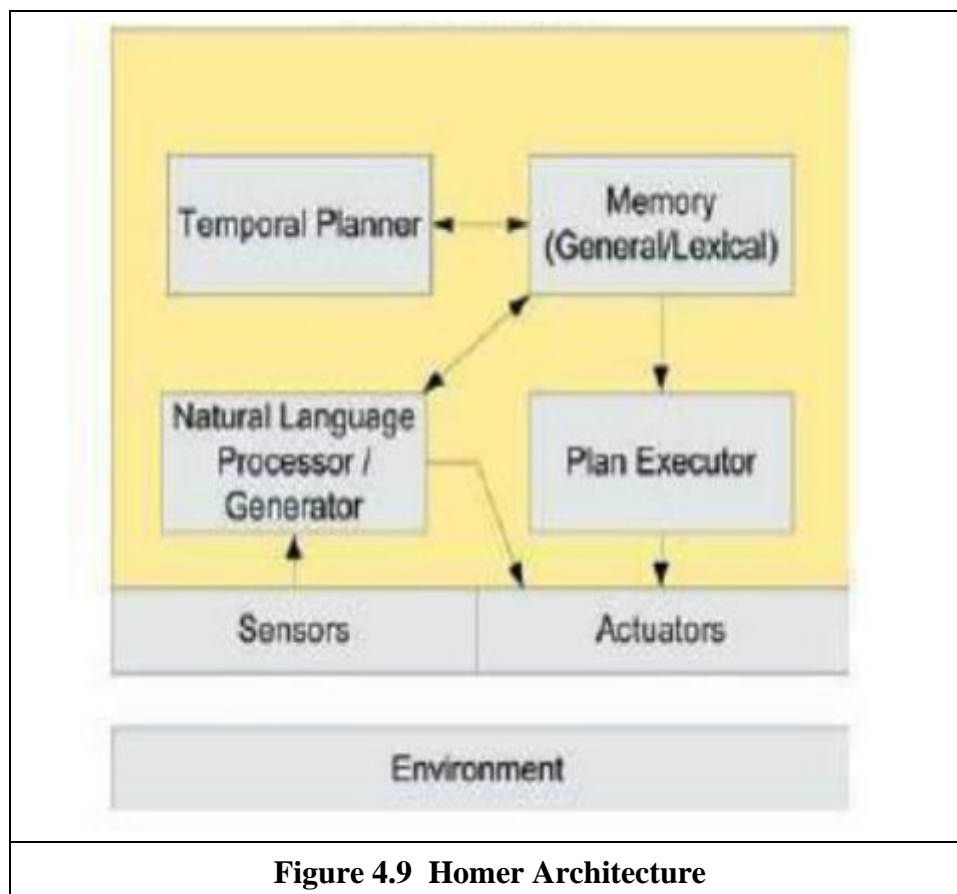 Temporal Planner
Memory
(General/Lexical)
Natural Language
Processor /
Generator
Plan Executor
Sensors
Actuators
Environment
Figure 4.9 Homer Architecture